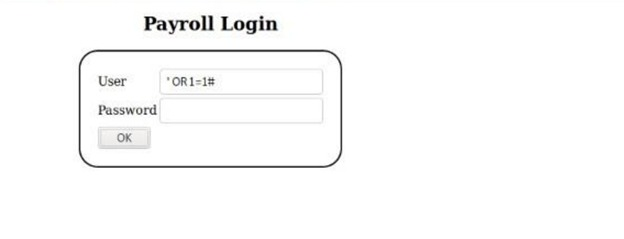 Payroll Login
User ' OR 1=1#
Password
OK